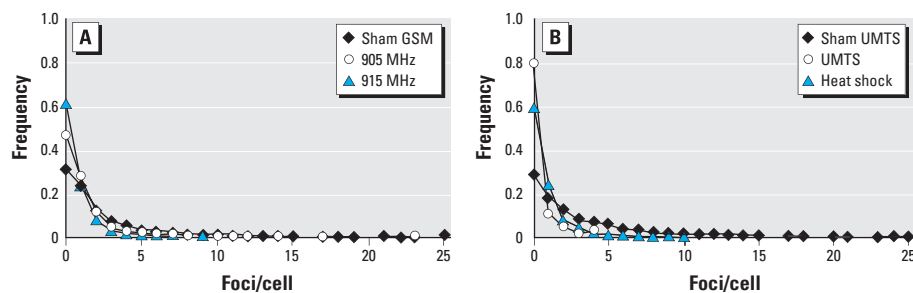 A
Sham GSM
905 MHz
915 MHz
Frequency
1.0
0.8
0.6
0.4
0.2
0
0 5 10 15 20 25
Foci/cell
B
Sham UMTS
UMTS
Heat shock
Frequency
1.0
0.8
0.6
0.4
0.2
0
0 5 10 15 20 25
Foci/cell